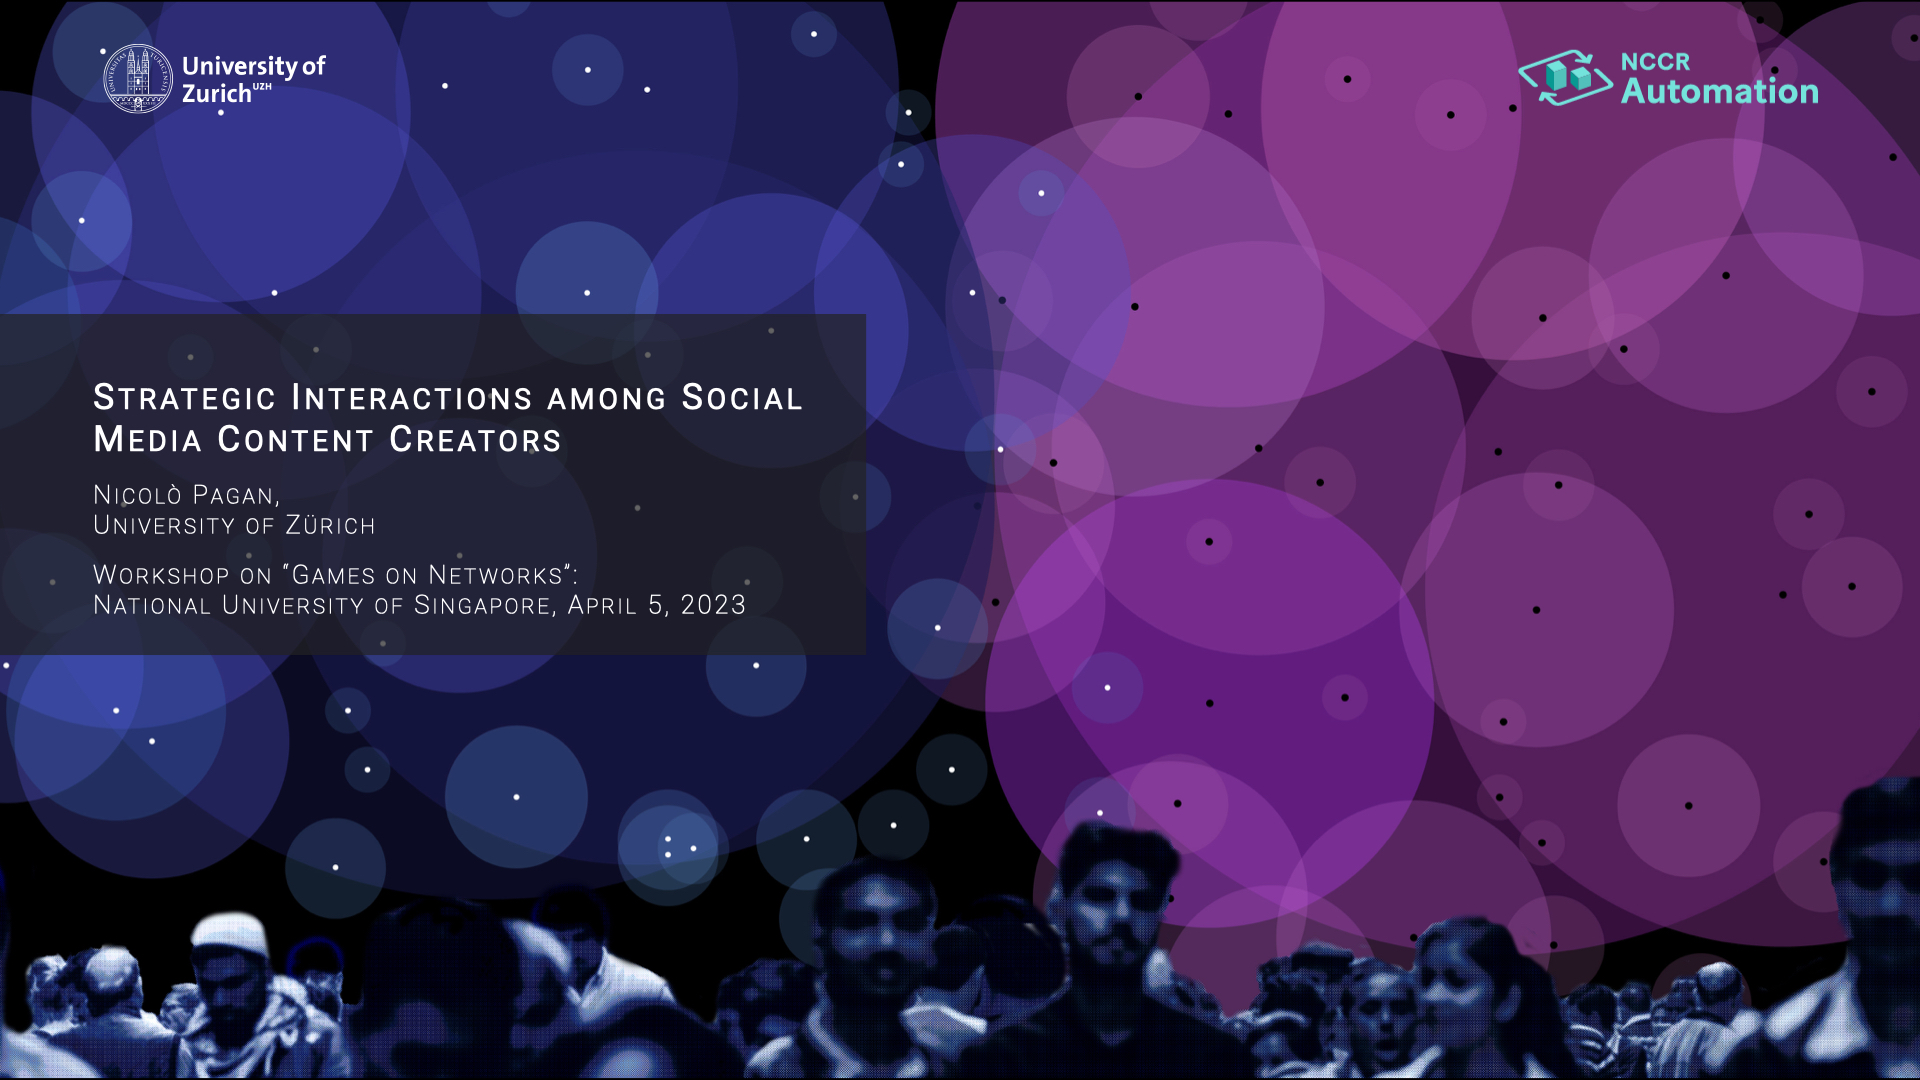 University of
Zurich UZH
NCCR
Automation
STRATEGIC INTERACTIONS AMONG SOCIAL
MEDIA CONTENT CREATORS
NICOLÒ PAGAN,
UNIVERSITY OF ZÜRICH
WORKSHOP ON “GAMES ON NETWORKS”:
NATIONAL UNIVERSITY OF SINGAPORE, APRIL 5, 2023